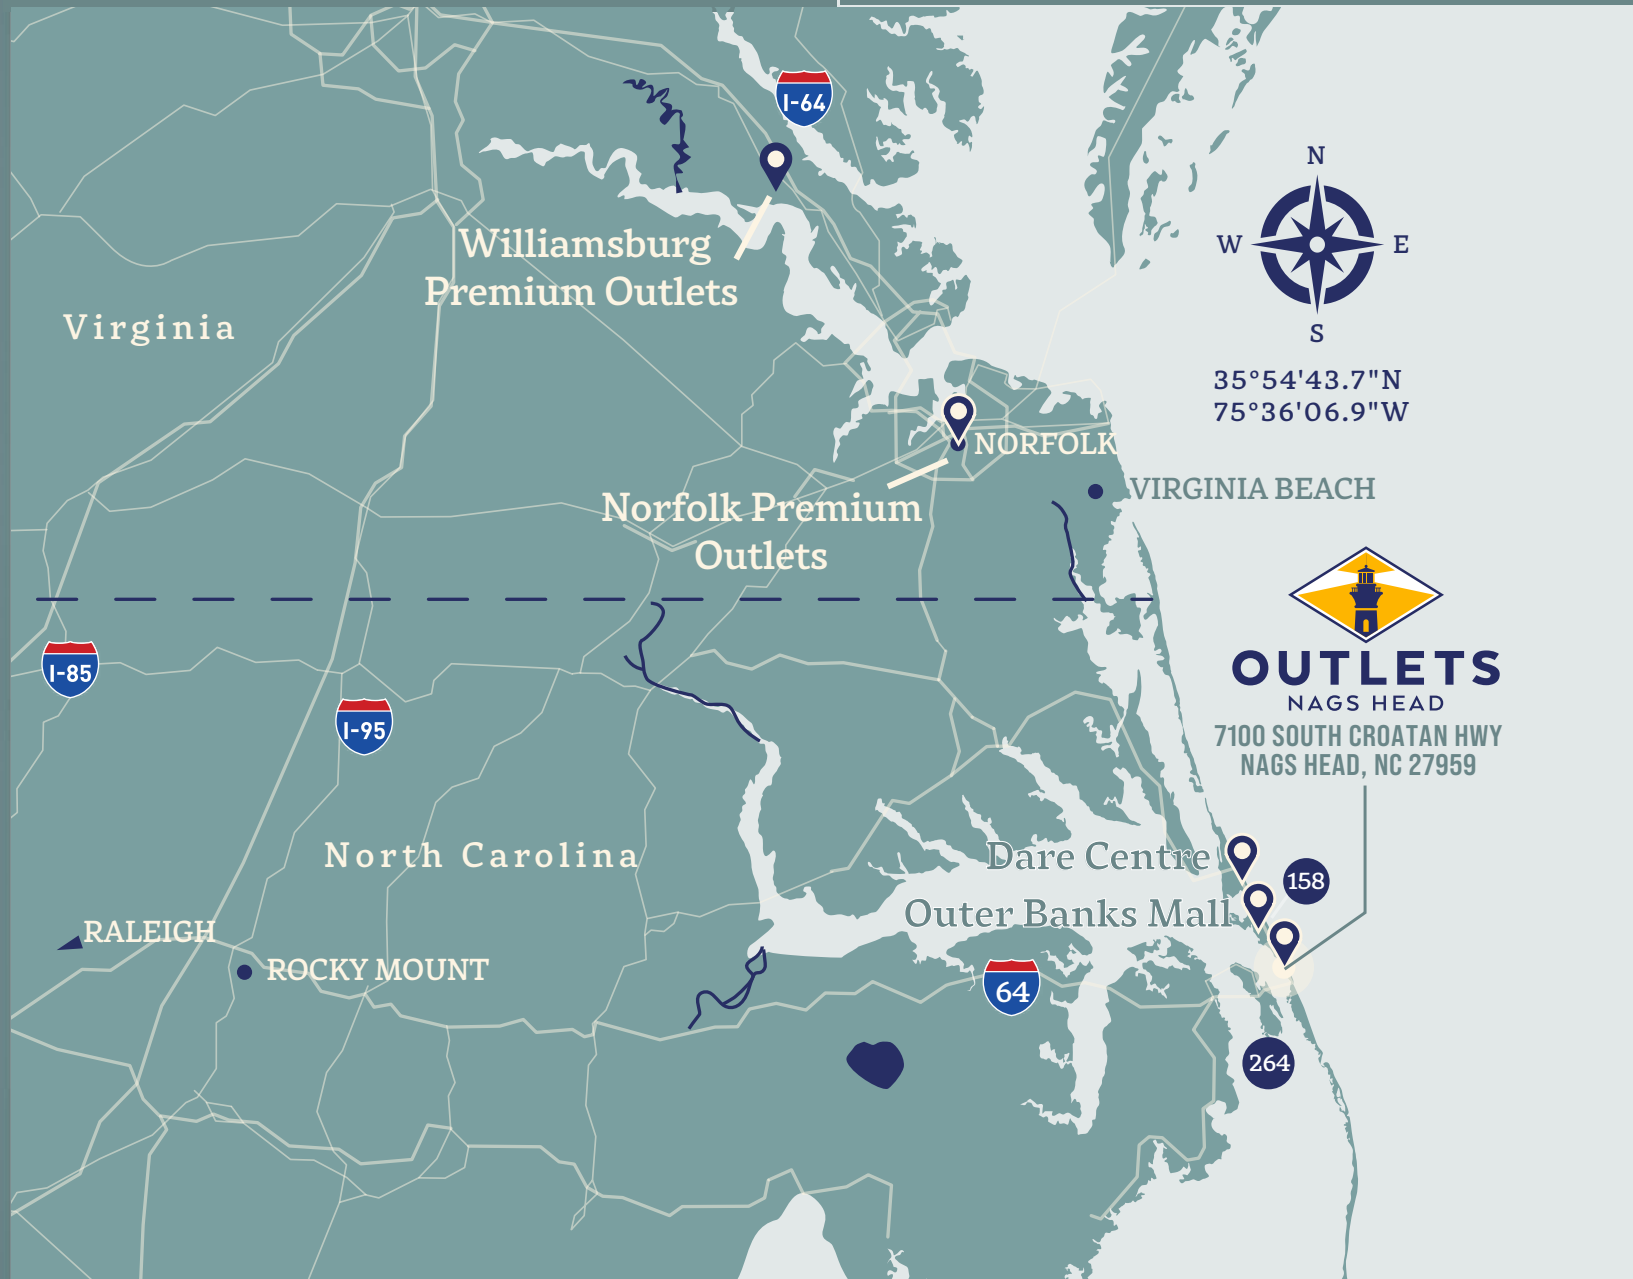 I-64
N
W
E
S
Williamsburg
Premium Outlets
Virginia
35°54'43.7"N
75°36'06.9"W
NORFOLK
VIRGINIA BEACH
Norfolk Premium
Outlets
I-85
I-95
OUTLETS
NAGS HEAD
7100 SOUTH CROATAN HWY
NAGS HEAD, NC 27959
North Carolina
Dare Centre
158
Outer Banks Mall
RALEIGH
ROCKY MOUNT
64
264